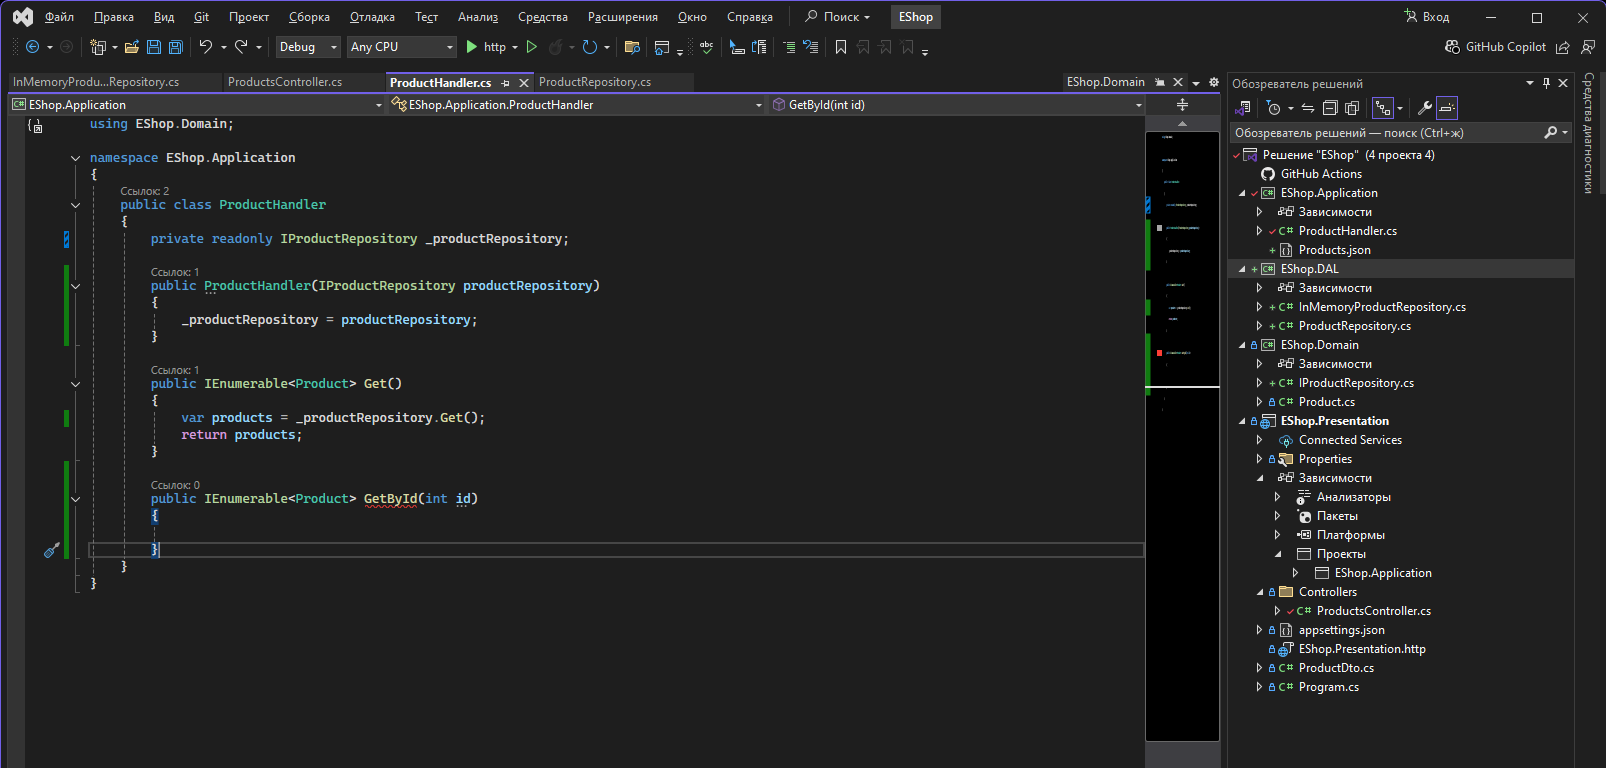 Файл Правка Вид Git Проект Сборка Отладка Тест Анализ Средства Расширения Окно Справка Поиск EShop Вход
Debug Any CPU http abc GitHub Copilot
InMemoryProdu...Repository.cs ProductsController.cs ProductHandler.cs ProductRepository.cs EShop.Domain
EShop.Application EShop.Application.ProductHandler GetById(int id)
using EShop.Domain;
namespace EShop.Application
{
Ссылок: 2
public class ProductHandler
{
private readonly IProductRepository _productRepository;
Ссылок: 1
public ProductHandler(IProductRepository productRepository)
{
_productRepository = productRepository;
}
Ссылок: 1
public IEnumerable<Product> Get()
{
var products = _productRepository.Get();
return products;
}
Ссылок: 0
public IEnumerable<Product> GetById(int id)
{
}
}
}
Обозреватель решений
Обозреватель решений — поиск (Ctrl+ж)
Решение "EShop" (4 проекта 4)
GitHub Actions
EShop.Application
Зависимости
ProductHandler.cs
Products.json
EShop.DAL
Зависимости
InMemoryProductRepository.cs
ProductRepository.cs
EShop.Domain
Зависимости
IProductRepository.cs
Product.cs
EShop.Presentation
Connected Services
Properties
Зависимости
Анализаторы
Пакеты
Платформы
Проекты
EShop.Application
Controllers
ProductsController.cs
appsettings.json
EShop.Presentation.http
ProductDto.cs
Program.cs
Средства диагностики